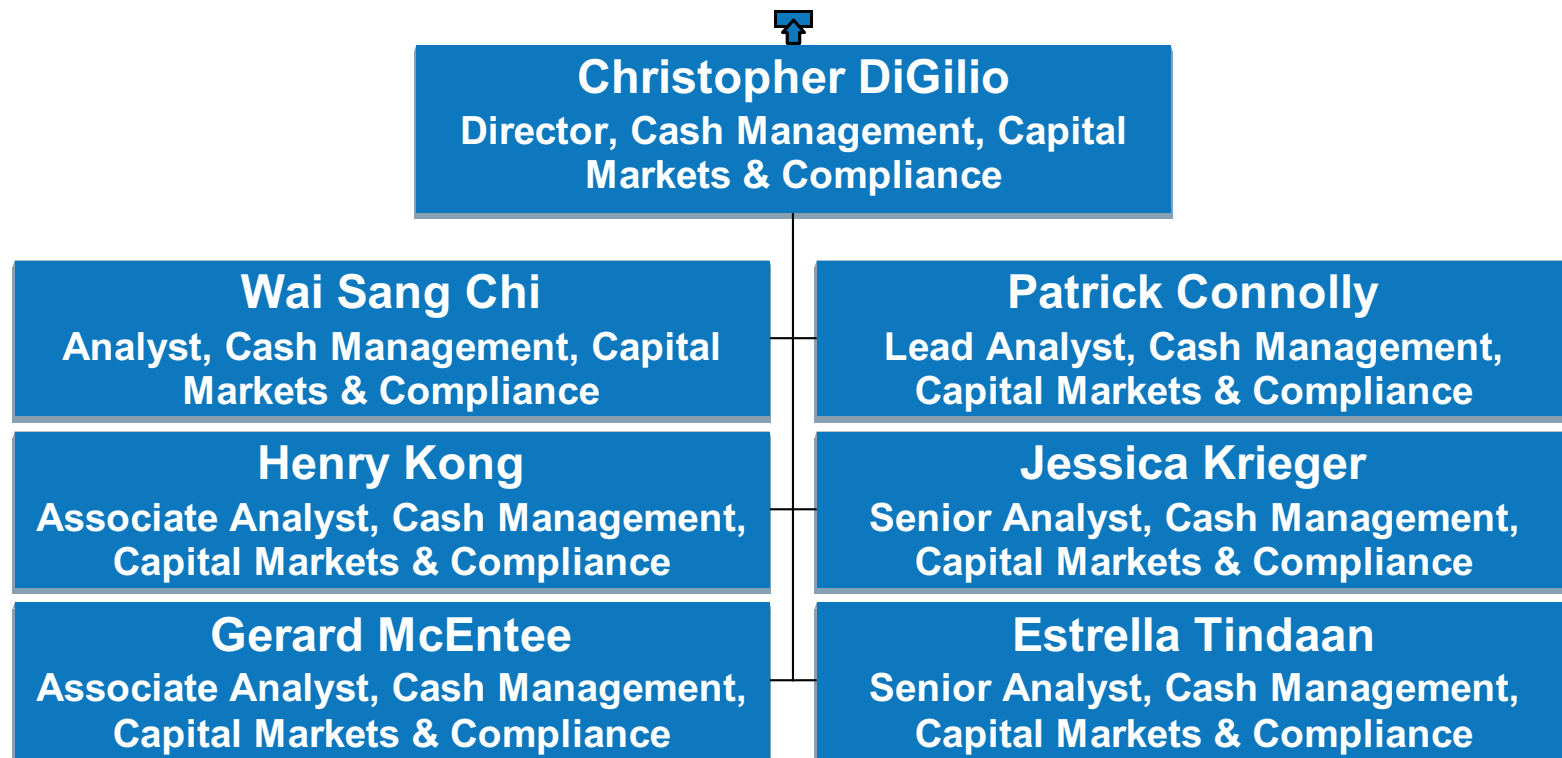 Christopher DiGilio
Director, Cash Management, Capital
Markets & Compliance
Wai Sang Chi
Analyst, Cash Management, Capital
Markets & Compliance
Patrick Connolly
Lead Analyst, Cash Management,
Capital Markets & Compliance
Henry Kong
Associate Analyst, Cash Management,
Capital Markets & Compliance
Jessica Krieger
Senior Analyst, Cash Management,
Capital Markets & Compliance
Gerard McEntee
Associate Analyst, Cash Management,
Capital Markets & Compliance
Estrella Tindaan
Senior Analyst, Cash Management,
Capital Markets & Compliance